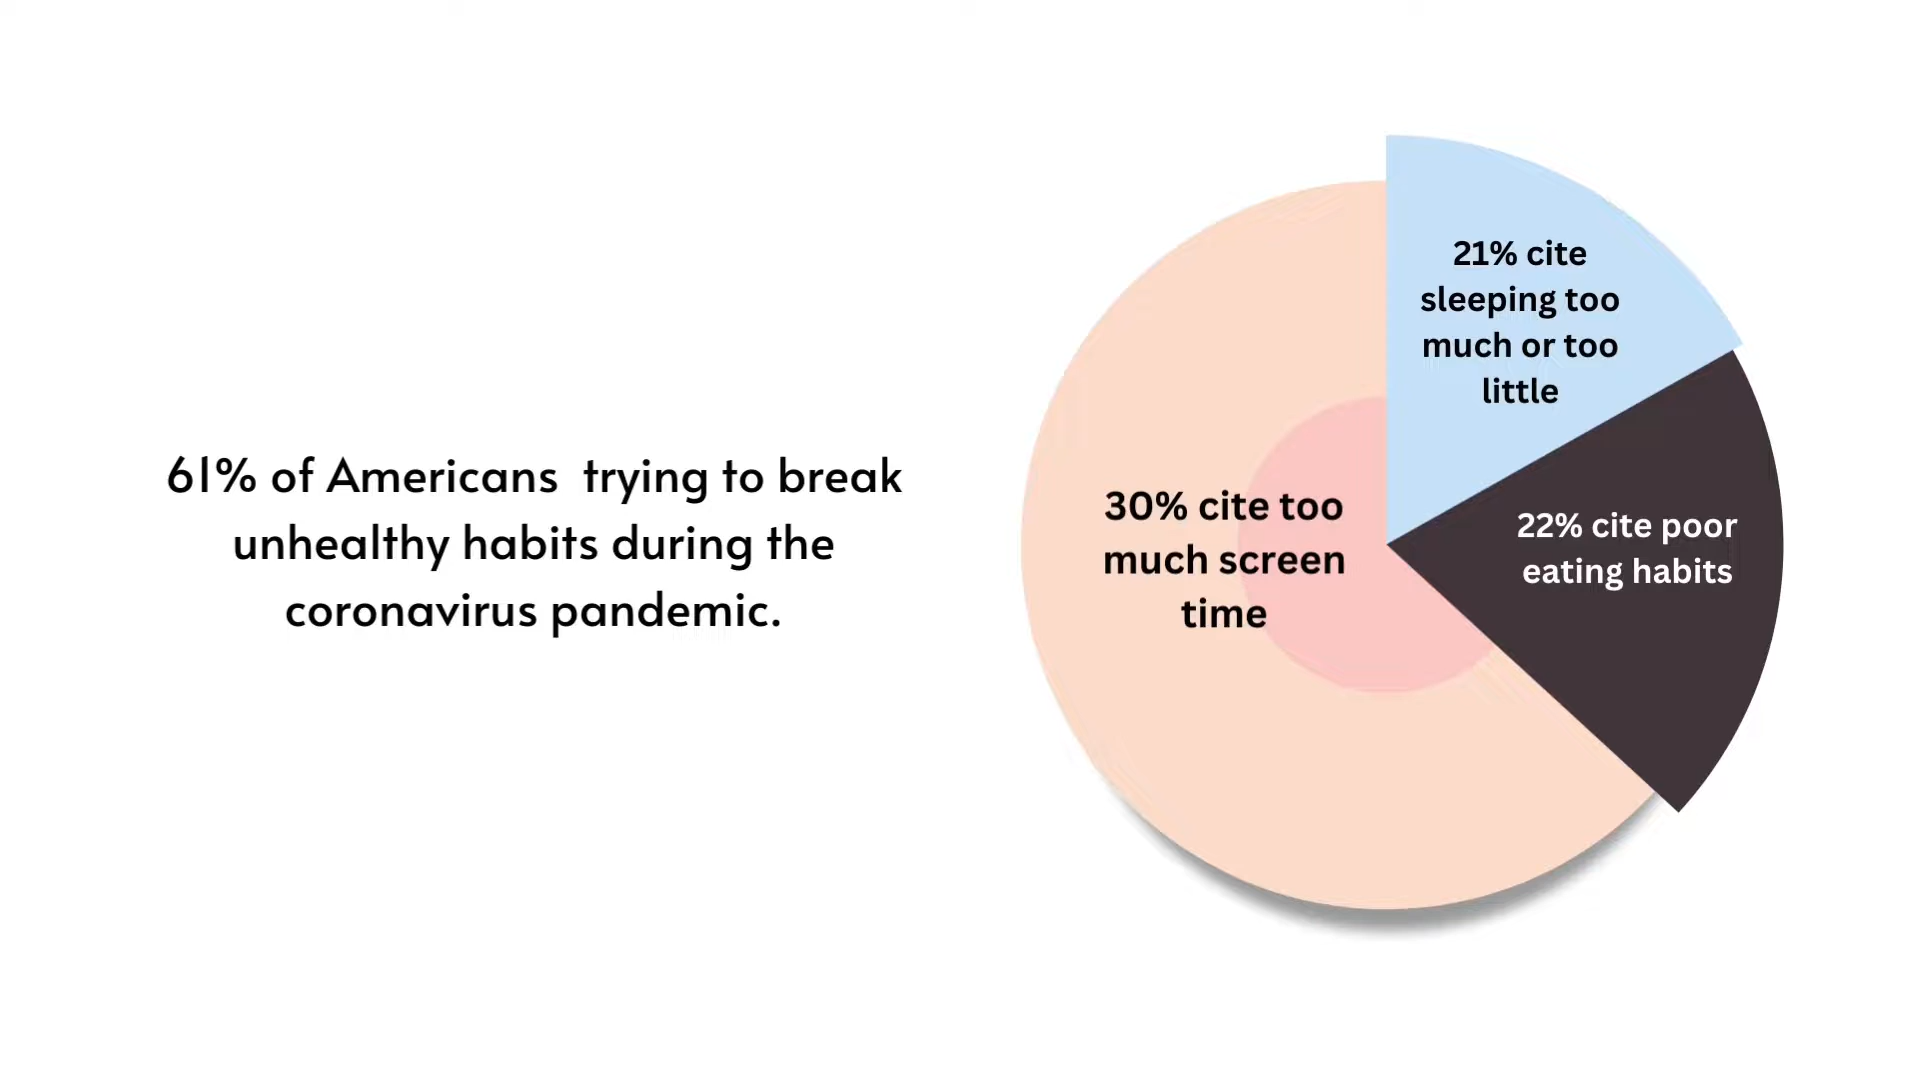 61% of Americans  trying to break
unhealthy habits during the
coronavirus pandemic.
21% cite
sleeping too
much or too
little
30% cite too
much screen
time
22% cite poor
eating habits